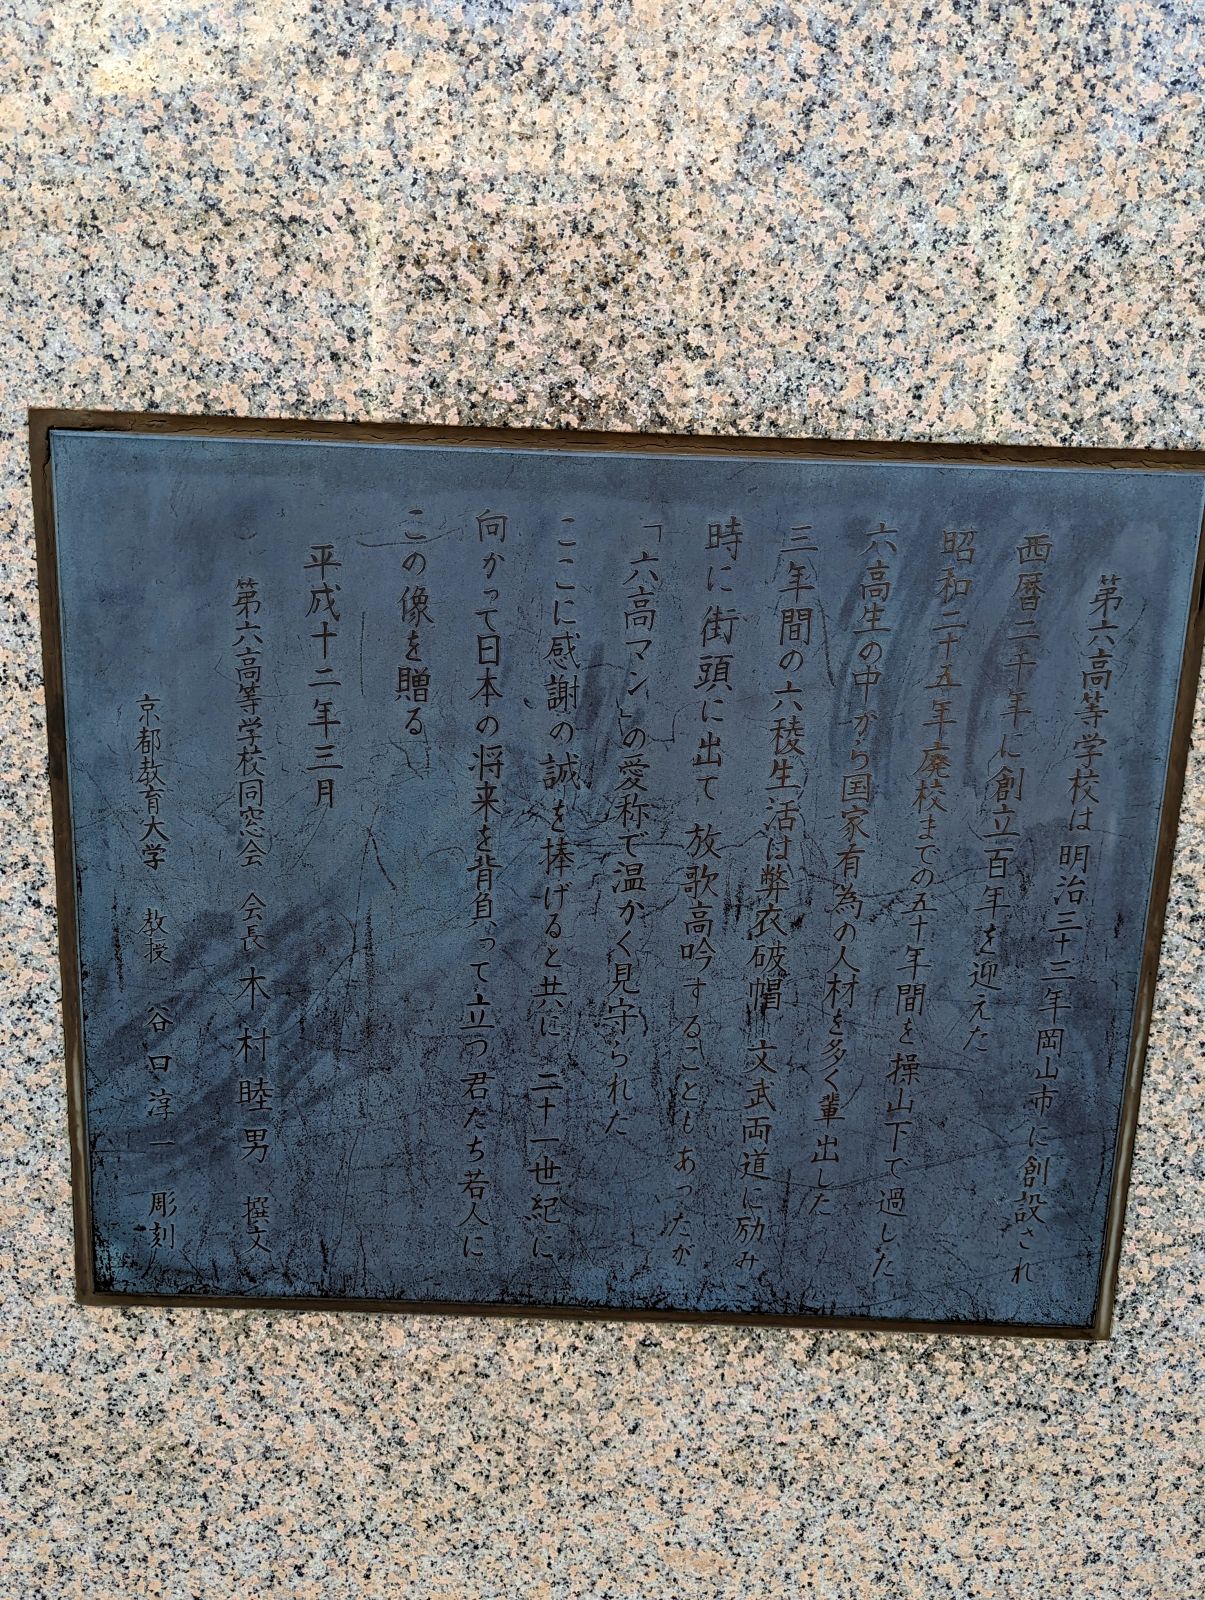 第六高等学校は明治三十三年岡山市に創設され
西暦二千年に創立百年を迎えた
昭和二十五年廃校までの五十年間を操山下で過した
六高生の中から国家有為の人材を多く輩出した
三年間の六稜生活は弊衣破帽 文武両道に励み
時に街頭に出て 放歌高吟することもあったが
「六高マン」の愛称で温かく見守られた
ここに感謝の誠を捧げると共に 二十一世紀に
向かって日本の将来を背負って立つ君たち若人に
この像を贈る
平成十二年三月
第六高等学校同窓会 会長 木村睦男 撰文
京都教育大学 教授 谷口淳一 彫刻